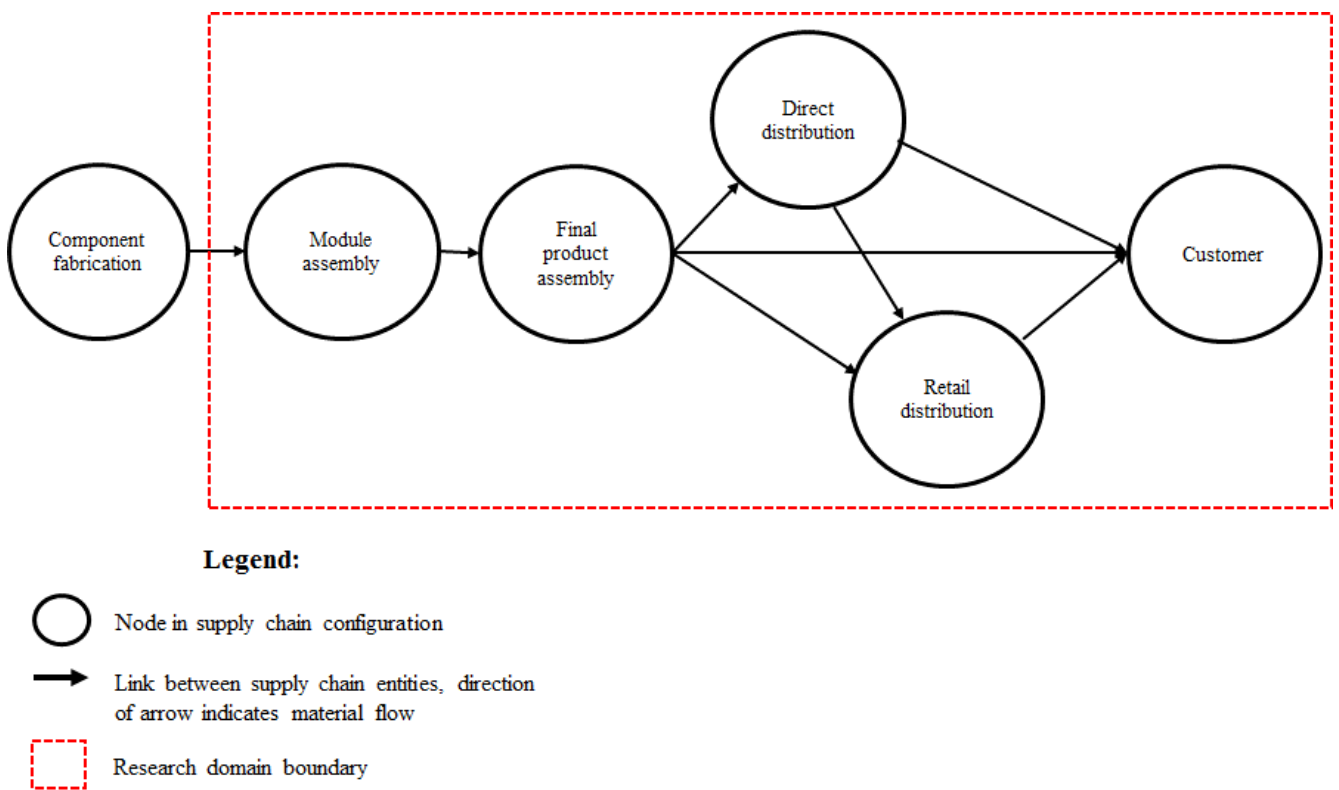 Component
fabrication
Module
assembly
Final
product
assembly
Direct
distribution
Retail
distribution
Customer
Legend:
Node in supply chain configuration
Link between supply chain entities, direction
of arrow indicates material flow
Research domain boundary